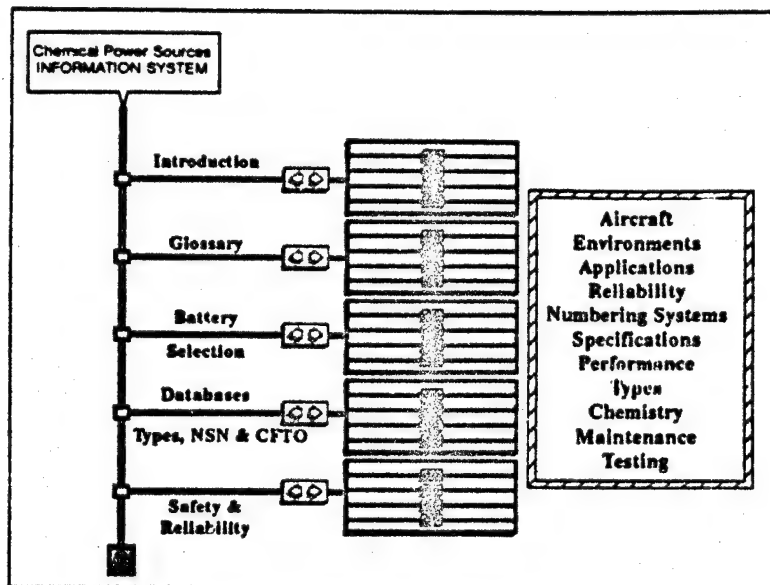 Chemical Power Sources
INFORMATION SYSTEM
Introduction
Glossary
Battery
Selection
Databases
Types, NSN & CFTO
Safety &
Reliability
Aircraft
Environments
Applications
Reliability
Numbering Systems
Specifications
Performance
Types
Chemistry
Maintenance
Testing